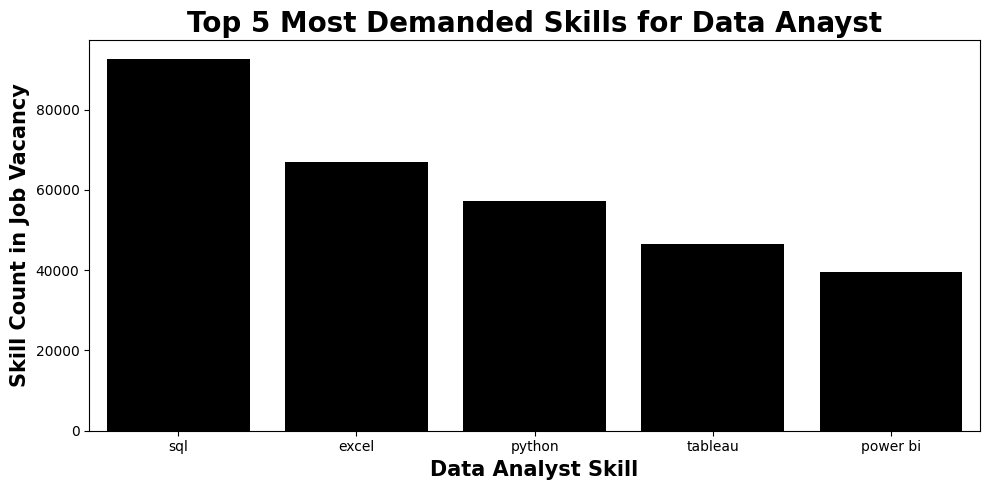 Top 5 Most Demanded Skills for Data Anayst
Skill Count in Job Vacancy
80000
60000
40000
20000
0
sql excel python tableau power bi
Data Analyst Skill